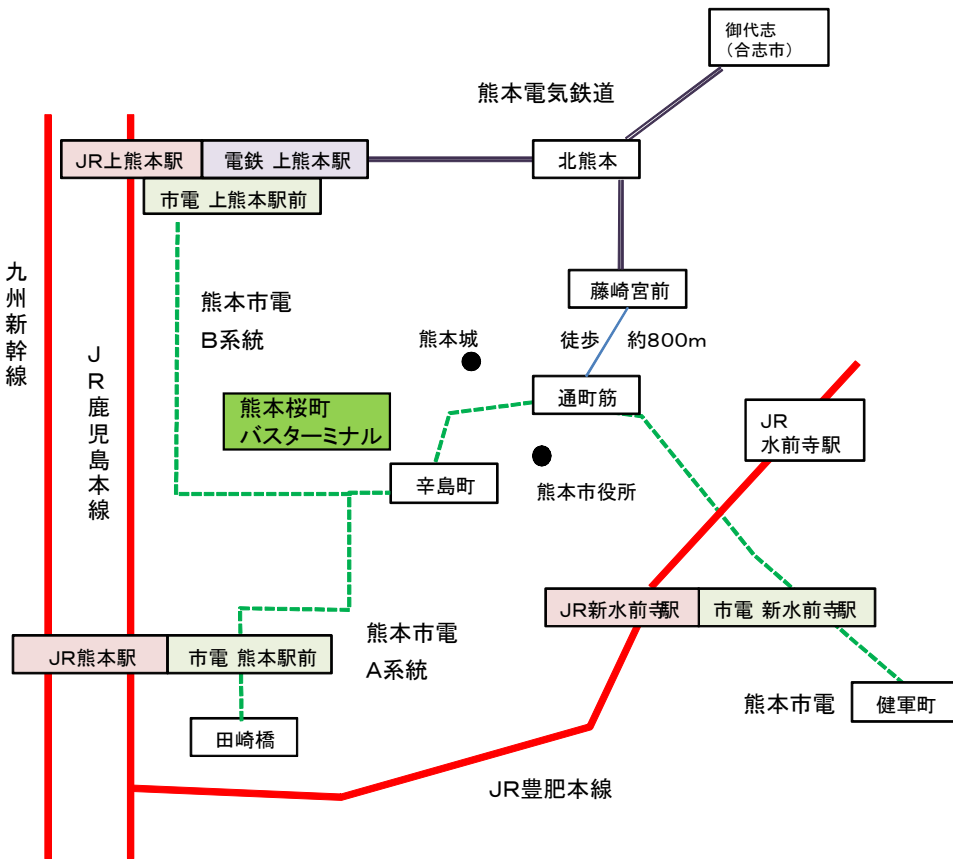 御代志
（合志市）
熊本電気鉄道
JR上熊本駅
電鉄 上熊本駅
北熊本
市電 上熊本駅前
九州新幹線
JR鹿児島本線
熊本市電
B系統
藤崎宮前
熊本城
徒歩 約800m
熊本桜町
バスターミナル
通町筋
JR
水前寺駅
辛島町
熊本市役所
JR新水前寺駅
市電 新水前寺駅
熊本市電
A系統
JR熊本駅
市電 熊本駅前
熊本市電
健軍町
田崎橋
JR豊肥本線